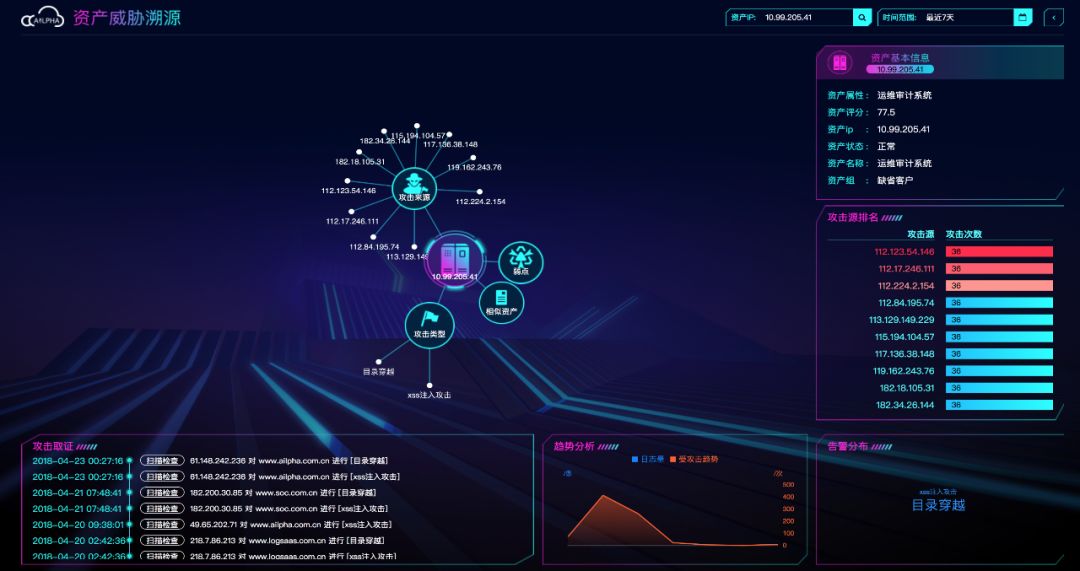 AiLPHA 资产威胁溯源
资产IP: 10.99.205.41
时间范围: 最近7天
资产基本信息
10.99.205.41
资产属性： 运维审计系统
资产评分： 77.5
资产ip ： 10.99.205.41
资产状态： 正常
资产名称： 运维审计系统
资产组 ： 缺省客户
115.194.104.57
182.34.26.144
117.136.38.148
182.18.105.31
119.162.243.76
112.123.54.146
攻击来源
112.224.2.154
112.17.246.111
112.84.195.74
113.129.149
10.99.205.41
弱点
相似资产
攻击类型
目录穿越
xss注入攻击
攻击源排名
攻击源 攻击次数
112.123.54.146 36
112.17.246.111 36
112.224.2.154 36
112.84.195.74 36
113.129.149.229 36
115.194.104.57 36
117.136.38.148 36
119.162.243.76 36
182.18.105.31 36
182.34.26.144 36
攻击取证
2018-04-23 00:27:16 扫描检查 61.148.242.236 对 www.ailpha.com.cn 进行 [目录穿越]
2018-04-23 00:27:16 扫描检查 61.148.242.236 对 www.ailpha.com.cn 进行 [xss注入攻击]
2018-04-21 07:48:41 扫描检查 182.200.30.85 对 www.soc.com.cn 进行 [目录穿越]
2018-04-21 07:48:41 扫描检查 182.200.30.85 对 www.soc.com.cn 进行 [xss注入攻击]
2018-04-20 09:38:01 扫描检查 49.65.202.71 对 www.ailpha.com.cn 进行 [xss注入攻击]
2018-04-20 02:42:36 扫描检查 218.7.86.213 对 www.logsaas.com.cn 进行 [目录穿越]
2018-04-20 02:42:36 扫描检查 218.7.86.213 对 www.logsaas.com.cn 进行 [xss注入攻击]
趋势分析
日志量 受攻击趋势
/条 /次
500
400
300
200
100
0
告警分布
xss注入攻击
目录穿越